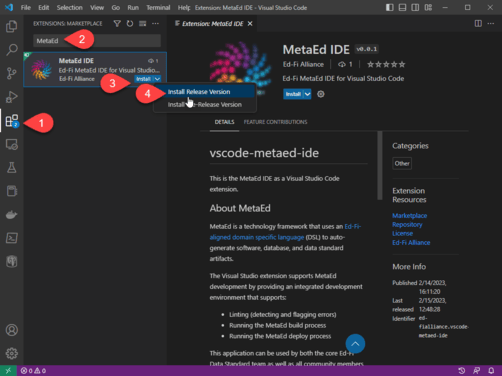 File Edit Selection View Go Run Terminal Help
Extension: MetaEd IDE - Visual Studio Code
EXTENSIONS: MARKETPLACE
MetaEd
2
MetaEd IDE
1
Ed-Fi MetaEd IDE for Visual Studio...
Ed-Fi Alliance
Install
3
4
Install Release Version
Install Pre-Release Version
1
2
Extension: MetaEd IDE
MetaEd IDE v0.0.1
Ed-Fi Alliance 1
Ed-Fi MetaEd IDE for Visual Studio Code
Install
DETAILS FEATURE CONTRIBUTIONS
vscode-metaed-ide
This is the MetaEd IDE as a Visual Studio Code
extension.
About MetaEd
MetaEd is a technology framework that uses an Ed-Fi-
aligned domain specific language (DSL) to auto-
generate software, database, and data standard
artifacts.
The Visual Studio extension supports MetaEd
development by providing an integrated development
environment that supports:
• Linting (detecting and flagging errors)
• Running the MetaEd build process
• Running the MetaEd deploy process
This application can be used by both the core Ed-Fi
Data Standard team as well as all community members
Categories
Other
Extension
Resources
Marketplace
Repository
License
Ed-Fi Alliance
More Info
Published 2/14/2023,
16:11:20
Last 2/15/2023,
released 12:48:28
Identifier ed-
fialliance.vscode-
metaed-ide
0 0